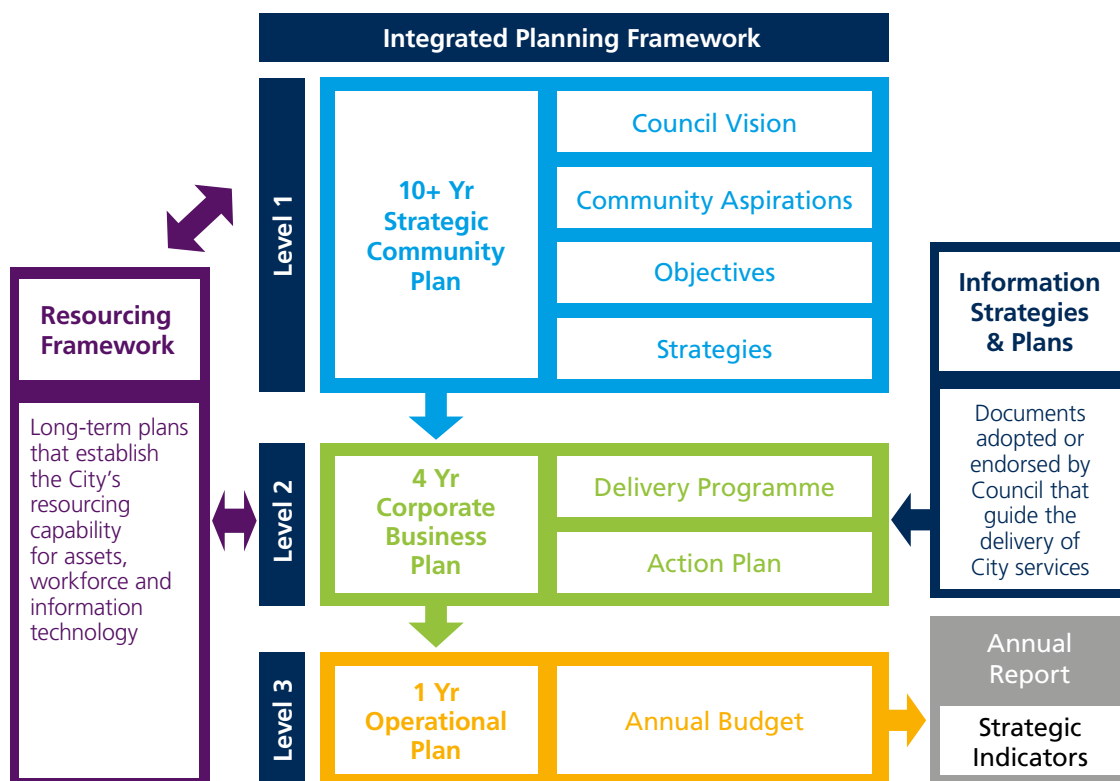 Integrated Planning Framework
Level 1
10+ Yr
Strategic
Community
Plan
Council Vision
Community Aspirations
Objectives
Strategies
Resourcing
Framework
Long-term plans
that establish
the City's
resourcing
capability
for assets,
workforce and
information
technology
Level 2
4 Yr
Corporate
Business
Plan
Delivery Programme
Action Plan
Information
Strategies
& Plans
Documents
adopted or
endorsed by
Council that
guide the
delivery of
City services
Level 3
1 Yr
Operational
Plan
Annual Budget
Annual
Report
Strategic
Indicators